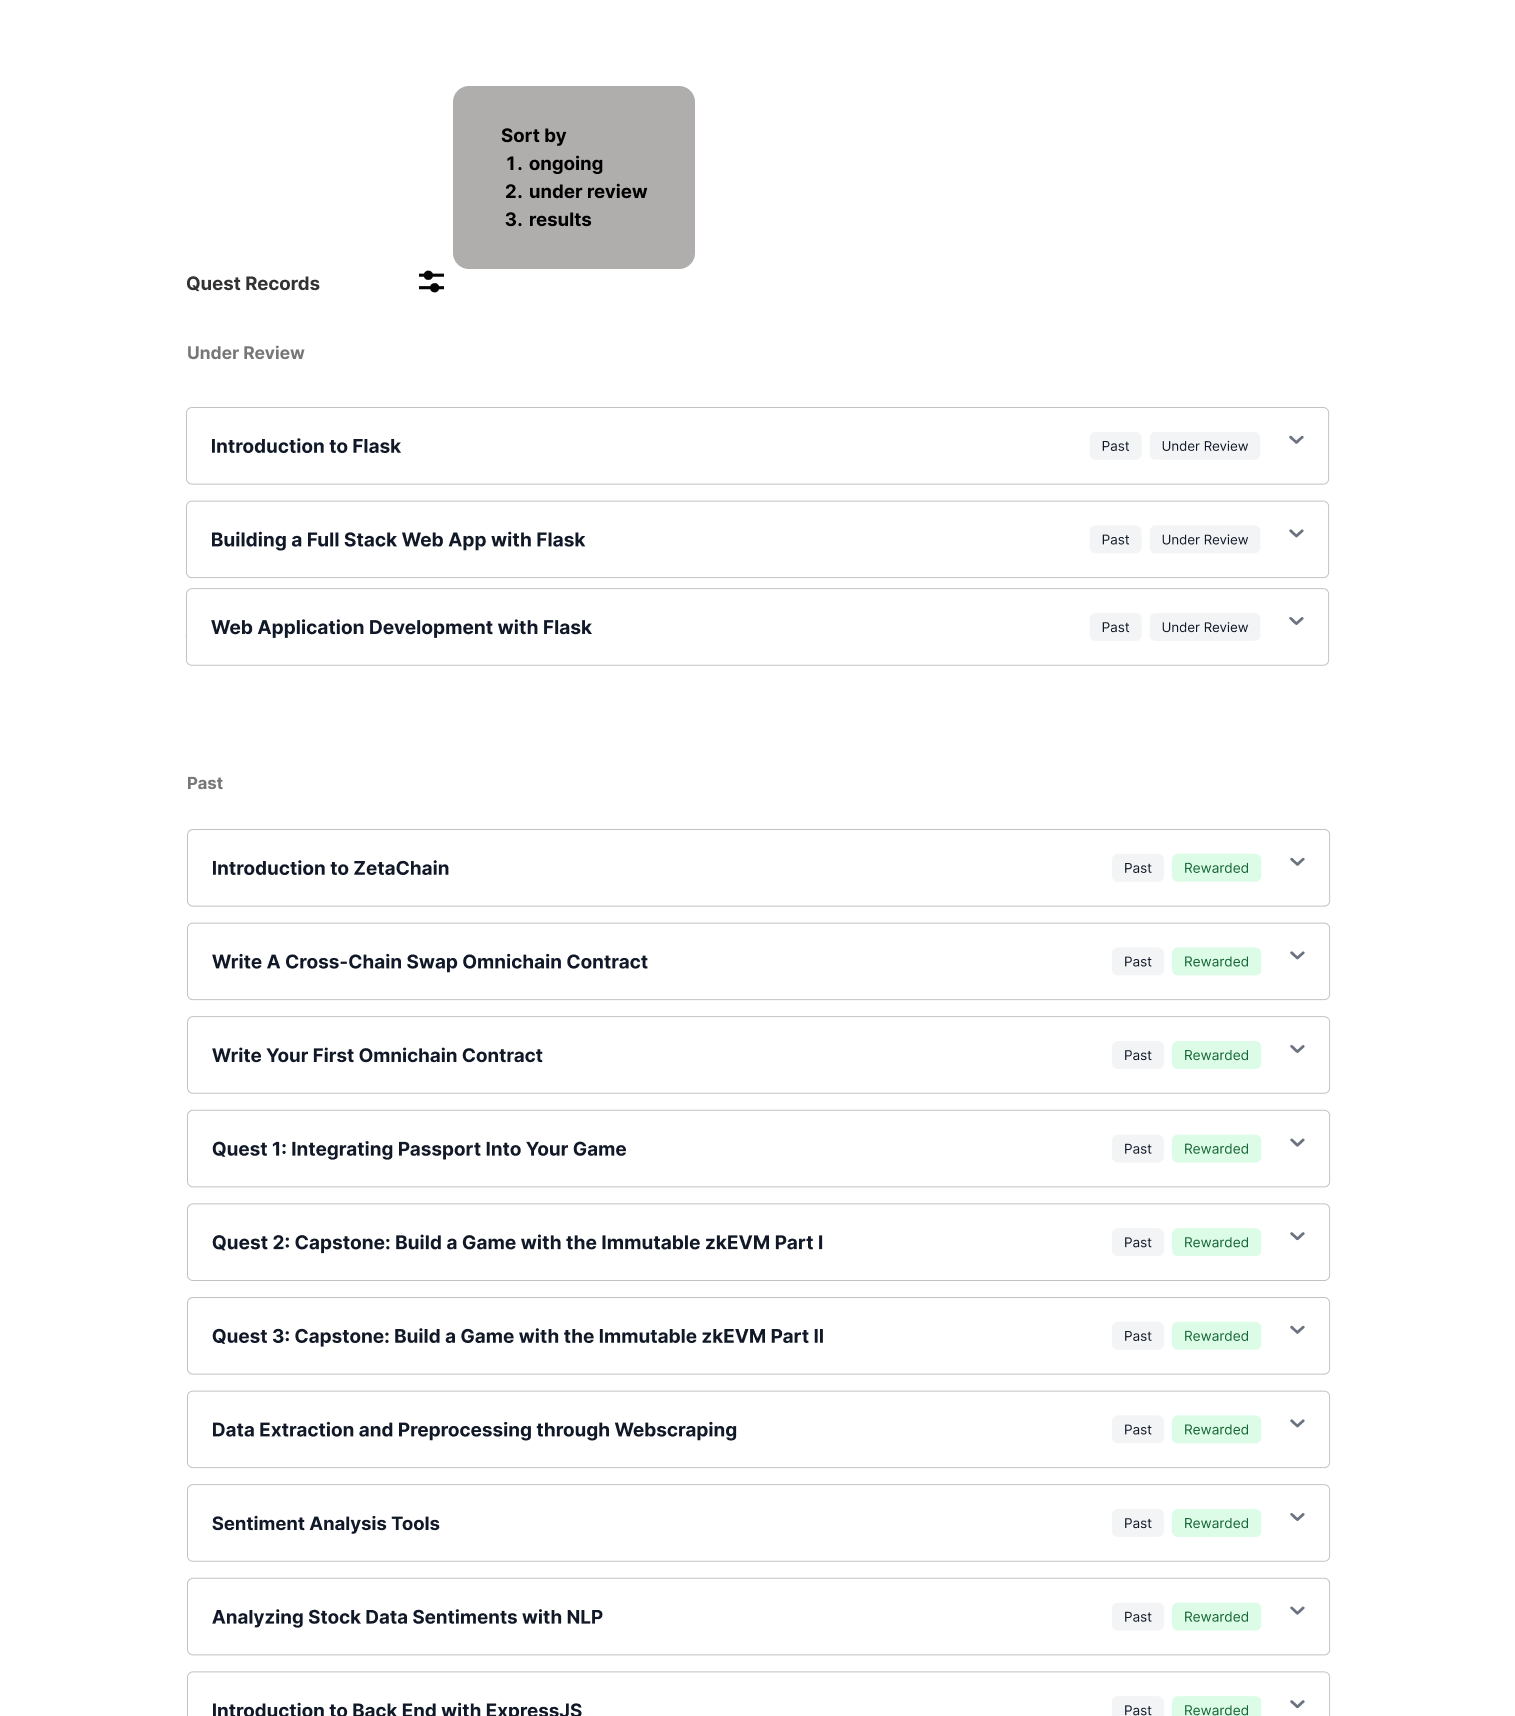 Sort by
1. ongoing
2. under review
3. results
Quest Records
Under Review
Introduction to Flask Past Under Review
Building a Full Stack Web App with Flask Past Under Review
Web Application Development with Flask Past Under Review
Past
Introduction to ZetaChain Past Rewarded
Write A Cross-Chain Swap Omnichain Contract Past Rewarded
Write Your First Omnichain Contract Past Rewarded
Quest 1: Integrating Passport Into Your Game Past Rewarded
Quest 2: Capstone: Build a Game with the Immutable zkEVM Part I Past Rewarded
Quest 3: Capstone: Build a Game with the Immutable zkEVM Part II Past Rewarded
Data Extraction and Preprocessing through Webscraping Past Rewarded
Sentiment Analysis Tools Past Rewarded
Analyzing Stock Data Sentiments with NLP Past Rewarded
Introduction to Back End with ExpressJS Past Rewarded